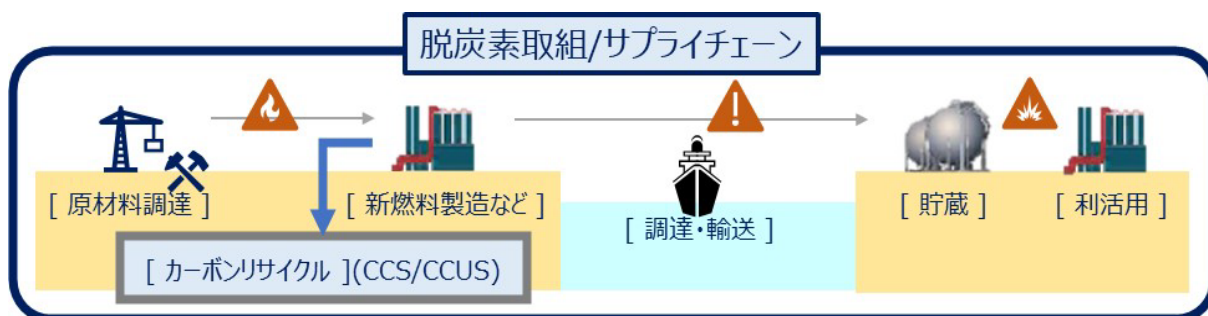 脱炭素取組/サプライチェーン
[ 原材料調達 ]
[ 新燃料製造など ]
[ 調達・輸送 ]
[ 貯蔵 ]
[ 利活用 ]
[ カーボンリサイクル ](CCS/CCUS)